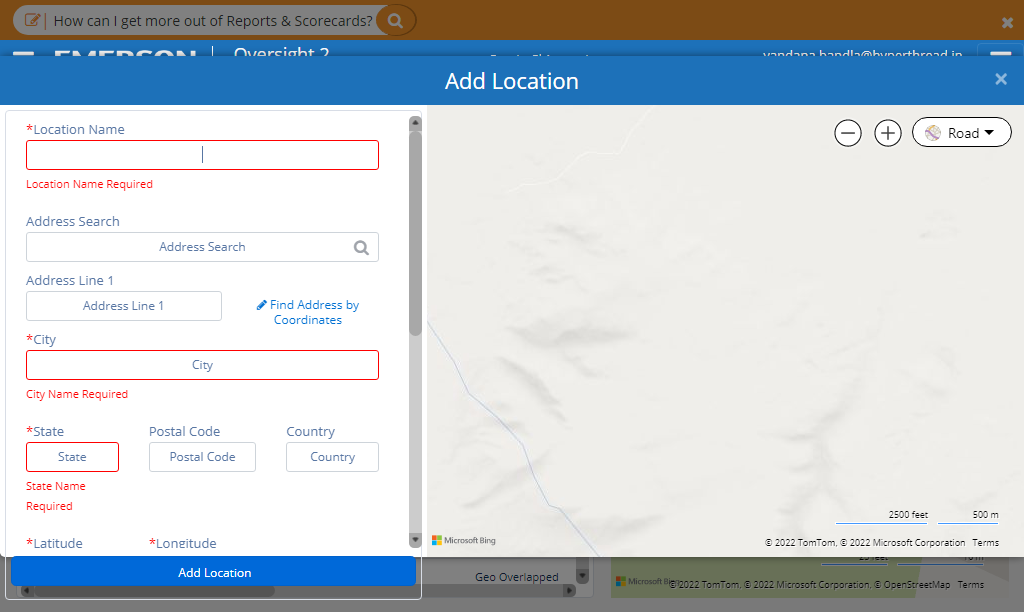 How can I get more out of Reports & Scorecards?
EMERSON Oversight 2
vandana.bandla@hyperthread.in
Add Location
*Location Name
Location Name Required
Address Search
Address Search
Address Line 1
Address Line 1
Find Address by
Coordinates
*City
City
City Name Required
*State Postal Code Country
State Postal Code Country
State Name
Required
*Latitude *Longitude
Add Location
Road
2500 feet 500 m
Microsoft Bing
© 2022 TomTom, © 2022 Microsoft Corporation Terms
Geo Overlapped
25 feet 10 m
Microsoft Bing
© 2022 TomTom, © 2022 Microsoft Corporation, © OpenStreetMap Terms